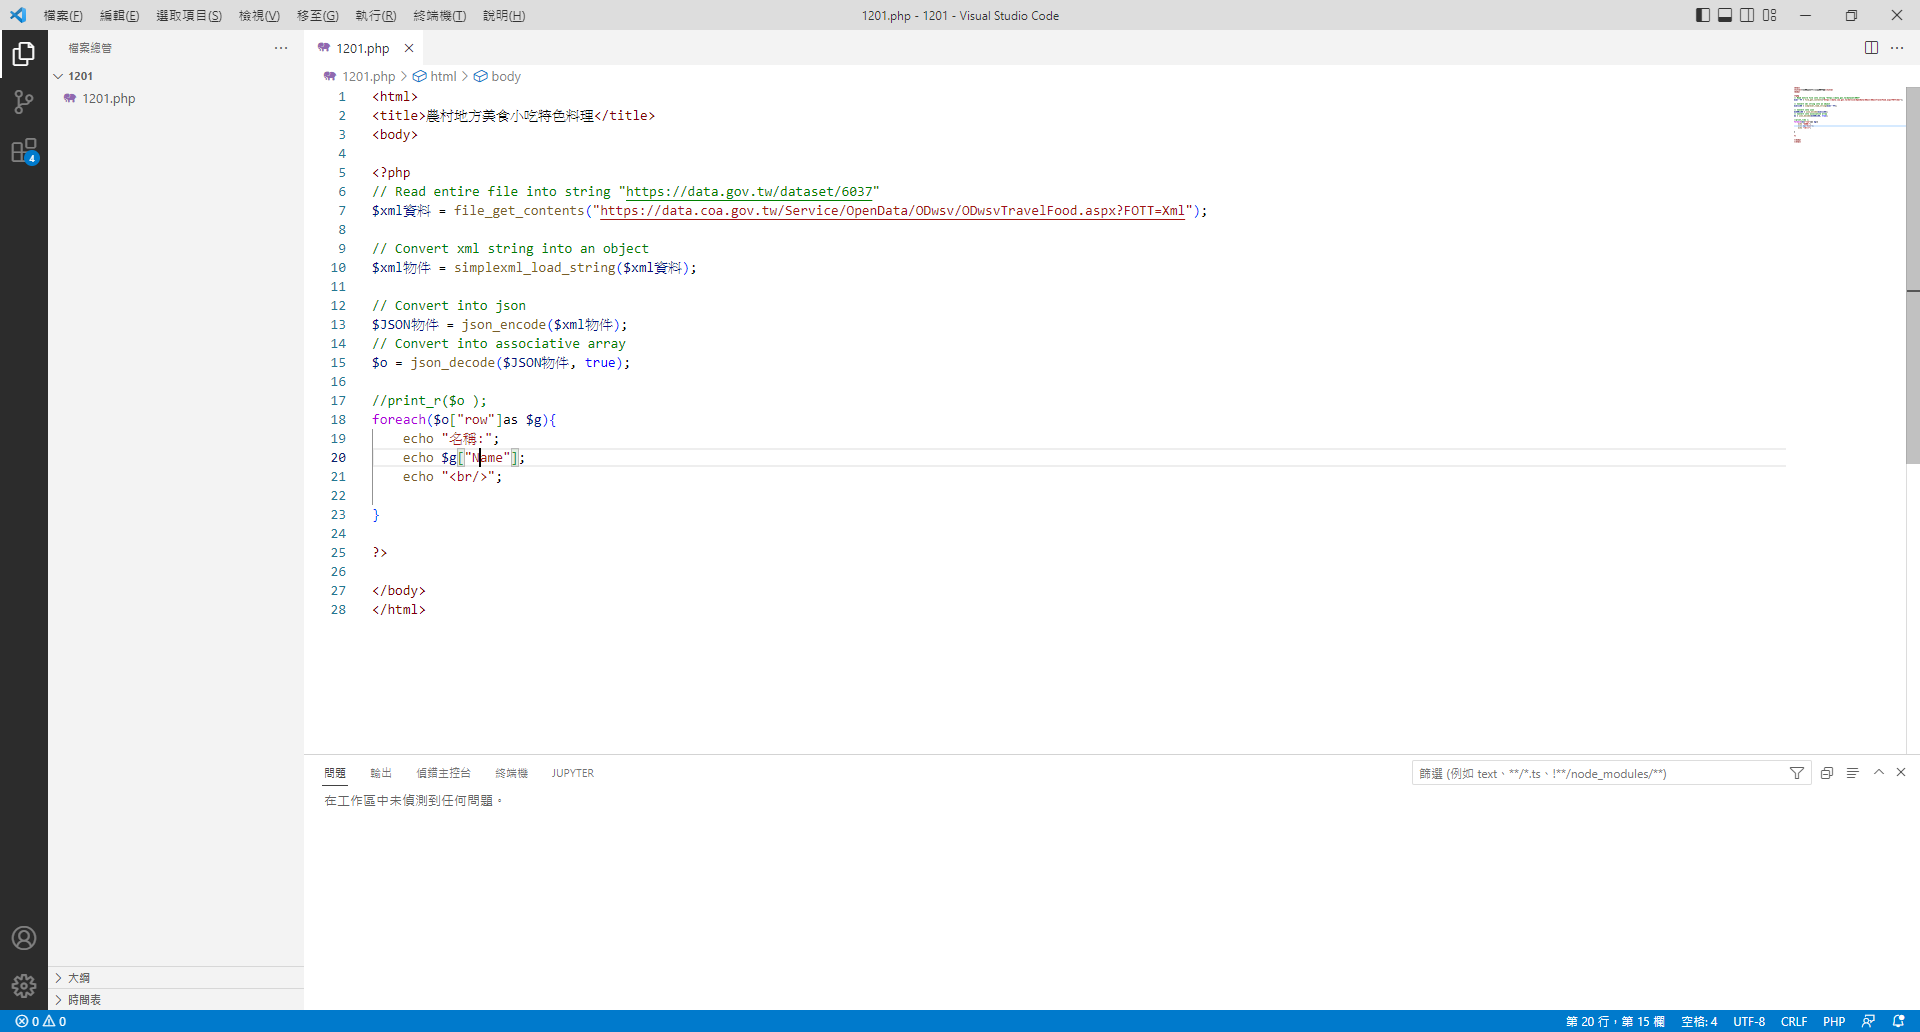 檔案(F) 編輯(E) 選取項目(S) 檢視(V) 移至(G) 執行(R) 終端機(T) 說明(H)
1201.php - 1201 - Visual Studio Code
檔案總管
1201
1201.php
4
大綱
時間表
1201.php
1201.php > html > body
1 <html>
2 <title>農村地方美食小吃特色料理</title>
3 <body>
4
5 <?php
6 // Read entire file into string "https://data.gov.tw/dataset/6037"
7 $xml資料 = file_get_contents("https://data.coa.gov.tw/Service/OpenData/ODwsv/ODwsvTravelFood.aspx?FOTT=Xml");
8
9 // Convert xml string into an object
10 $xml物件 = simplexml_load_string($xml資料);
11
12 // Convert into json
13 $JSON物件 = json_encode($xml物件);
14 // Convert into associative array
15 $o = json_decode($JSON物件, true);
16
17 //print_r($o );
18 foreach($o["row"]as $g){
19 echo "名稱:";
20 echo $g["Name"];
21 echo "<br/>";
22
23 }
24
25 ?>
26
27 </body>
28 </html>
問題 輸出 偵錯主控台 終端機 JUPYTER
篩選 (例如 text、**/*.ts、!**/node_modules/**)
在工作區中未偵測到任何問題。
0 0
第 20 行，第 15 欄 空格: 4 UTF-8 CRLF PHP